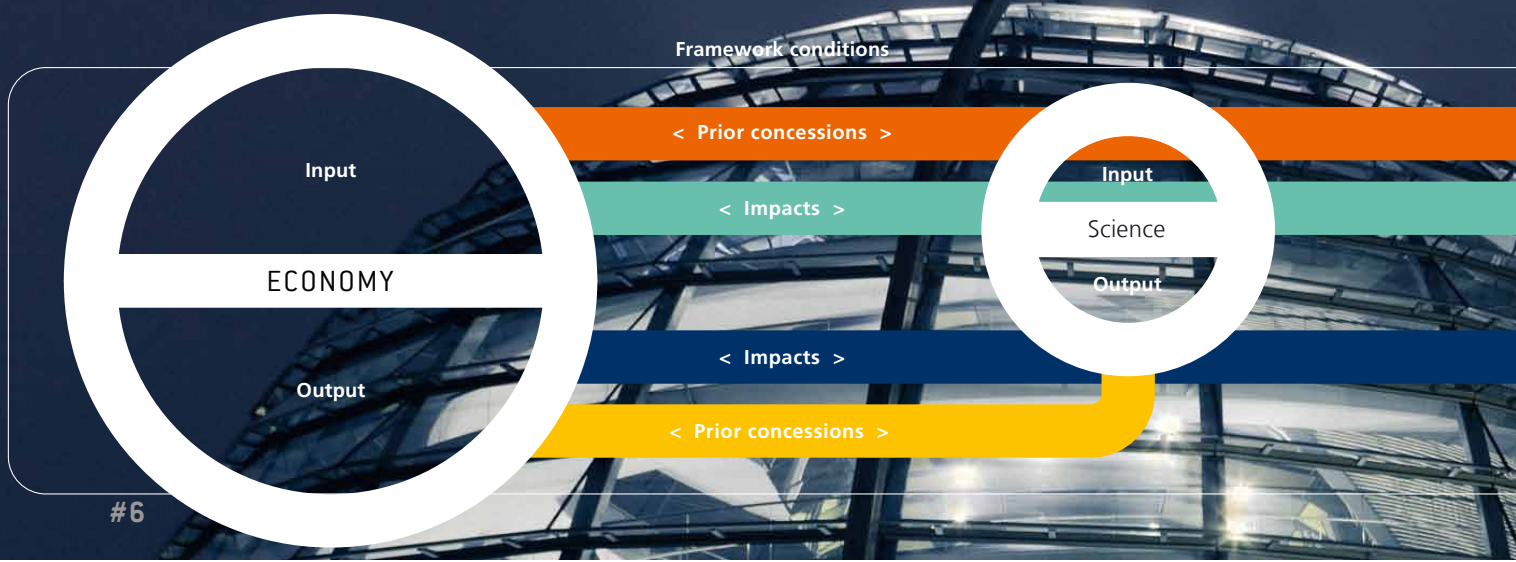 Framework conditions
< Prior concessions >
Input
Input
< Impacts >
Science
ECONOMY
Output
< Impacts >
Output
< Prior concessions >
#6